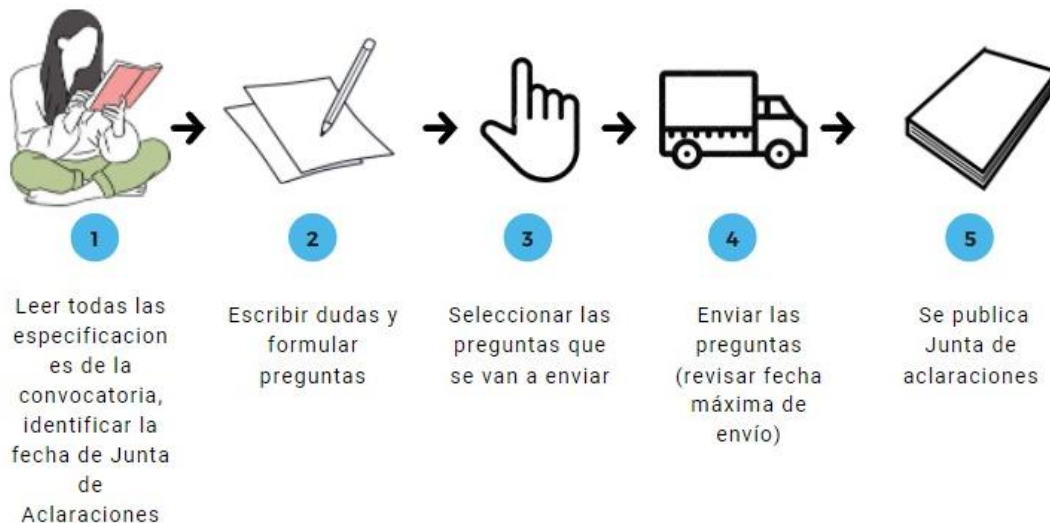 1
Leer todas las
especificacion
es de la
convocatoria,
identificar la
fecha de Junta
de
Aclaraciones
2
Escribir dudas y
formular
preguntas
3
Seleccionar las
preguntas que
se van a enviar
4
Enviar las
preguntas
(revisar fecha
máxima de
envío)
5
Se publica
Junta de
aclaraciones